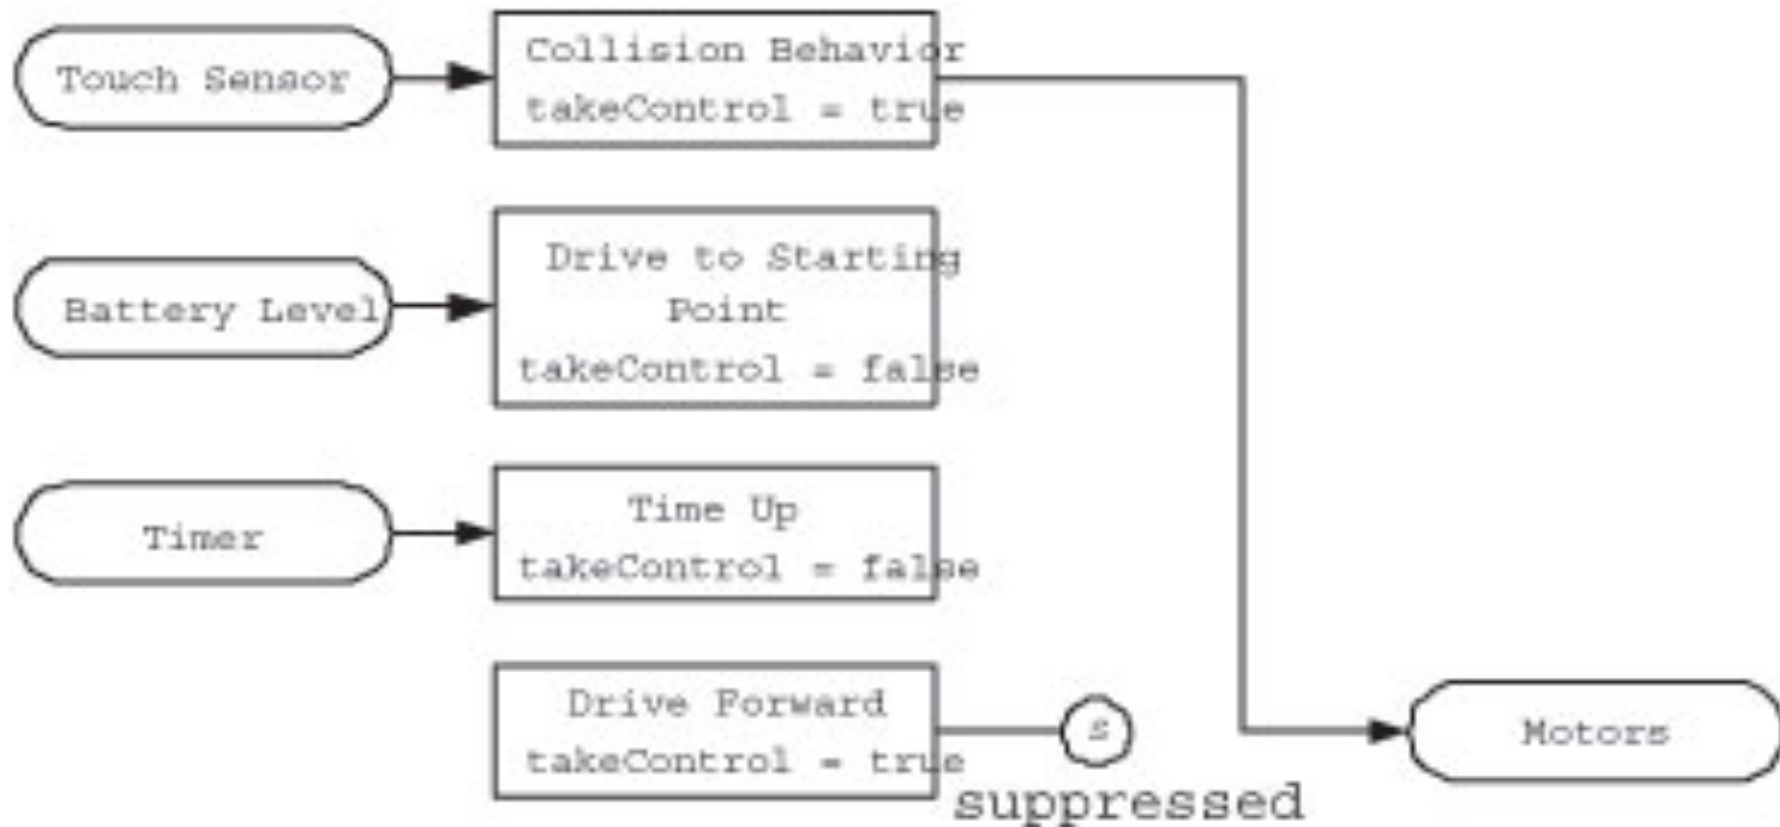 Touch Sensor
Collision Behavior
takeControl = true
Battery Level
Drive to Starting
Point
takeControl = false
Timer
Time Up
takeControl = false
Drive Forward
takeControl = true
s
suppressed
Motors